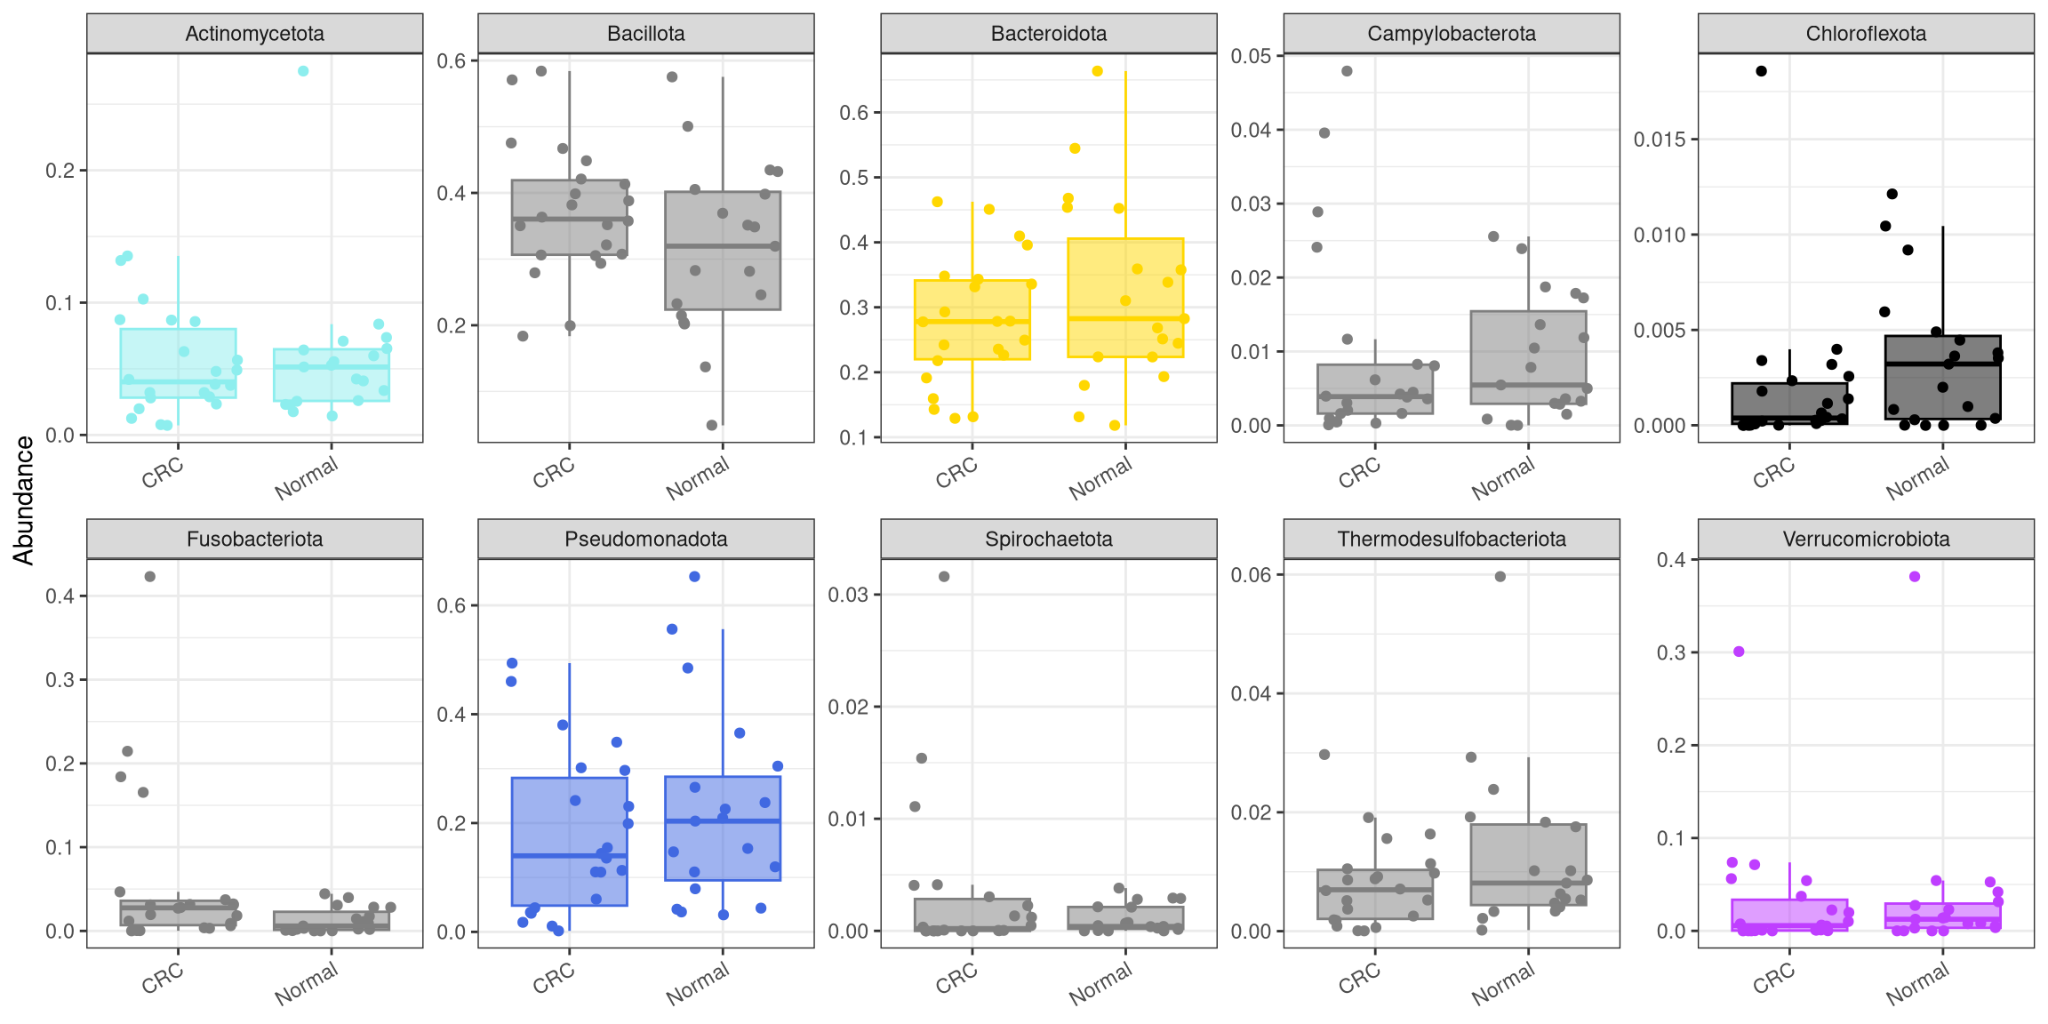 Abundance
Actinomycetota
Bacillota
Bacteroidota
Campylobacterota
Chloroflexota
0.2
0.1
0.0
0.6
0.4
0.2
0.6
0.5
0.4
0.3
0.2
0.1
0.05
0.04
0.03
0.02
0.01
0.00
0.015
0.010
0.005
0.000
CRC
Normal
CRC
Normal
CRC
Normal
CRC
Normal
CRC
Normal
Fusobacteriota
Pseudomonadota
Spirochaetota
Thermodesulfobacteriota
Verrucomicrobiota
0.4
0.3
0.2
0.1
0.0
0.6
0.4
0.2
0.0
0.03
0.02
0.01
0.00
0.06
0.04
0.02
0.00
0.4
0.3
0.2
0.1
0.0
CRC
Normal
CRC
Normal
CRC
Normal
CRC
Normal
CRC
Normal